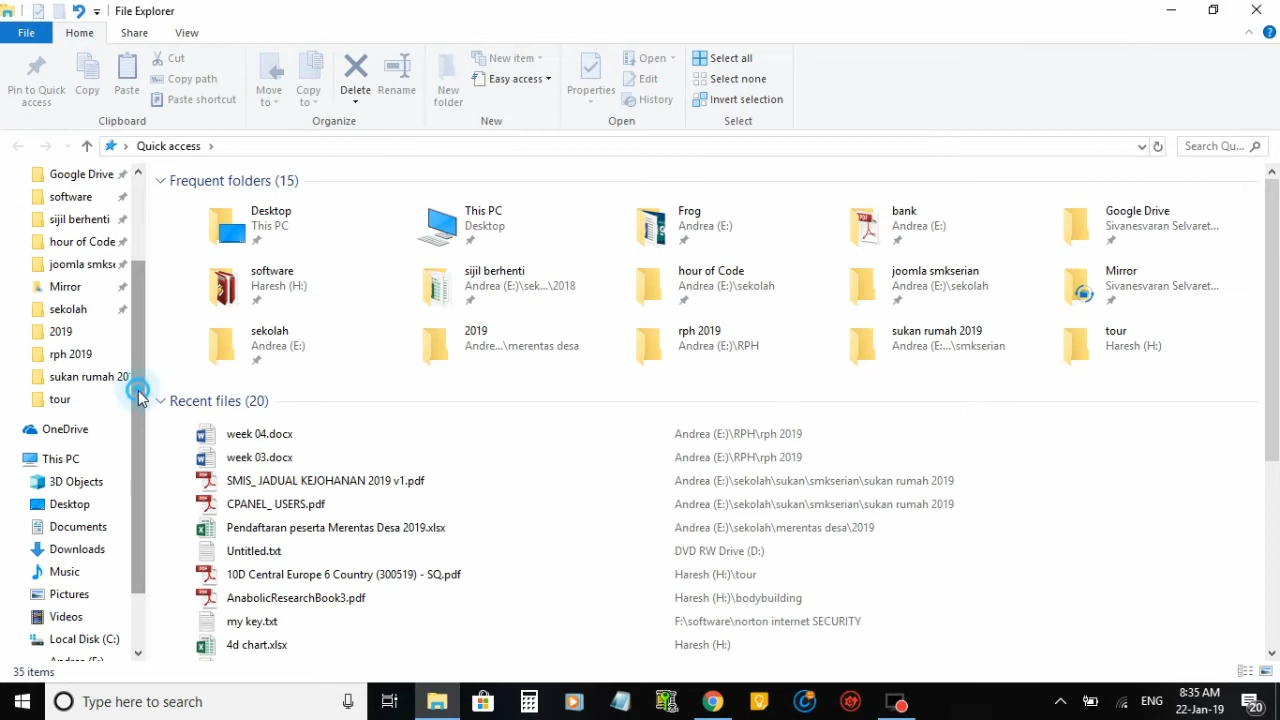 File Explorer
File Home Share View
Pin to Quick access
Copy
Paste
Cut
Copy path
Paste shortcut
Clipboard
Move to
Copy to
Delete
Rename
Organize
New folder
New item
Easy access
New
Properties
Open
Edit
History
Open
Select all
Select none
Invert selection
Select
Quick access
Search Qu...
Google Drive
software
sijil berhenti
hour of Code
joomla smkse
Mirror
sekolah
2019
rph 2019
sukan rumah 20
tour
OneDrive
This PC
3D Objects
Desktop
Documents
Downloads
Music
Pictures
Videos
Local Disk (C:)
Andrea (E:)
Frequent folders (15)
Desktop
This PC
This PC
Desktop
Frog
Andrea (E:)
bank
Andrea (E:)
Google Drive
Sivanesvaran Selvaret...
software
Haresh (H:)
sijil berhenti
Andrea (E:)\sek...\2018
hour of Code
Andrea (E:)\sekolah
joomla smkserian
Andrea (E:)\sekolah
Mirror
Sivanesvaran Selvaret...
sekolah
Andrea (E:)
2019
Andre...\merentas desa
rph 2019
Andrea (E:)\RPH
sukan rumah 2019
Andrea (E:...\smkserian
tour
Haresh (H:)
Recent files (20)
week 04.docx Andrea (E:)\RPH\rph 2019
week 03.docx Andrea (E:)\RPH\rph 2019
SMIS_ JADUAL KEJOHANAN 2019 v1.pdf Andrea (E:)\sekolah\sukan\smkserian\sukan rumah 2019
CPANEL_ USERS.pdf Andrea (E:)\sekolah\sukan\smkserian\sukan rumah 2019
Pendaftaran peserta Merentas Desa 2019.xlsx Andrea (E:)\sekolah\merentas desa\2019
Untitled.txt DVD RW Drive (D:)
10D Central Europe 6 Country (300519) - SQ.pdf Haresh (H:)\tour
AnabolicResearchBook3.pdf Haresh (H:)\bodybuilding
my key.txt F:\software\norton internet SECURITY
4d chart.xlsx Haresh (H:)
35 items
Type here to search
ENG
8:35 AM
22-Jan-19
20